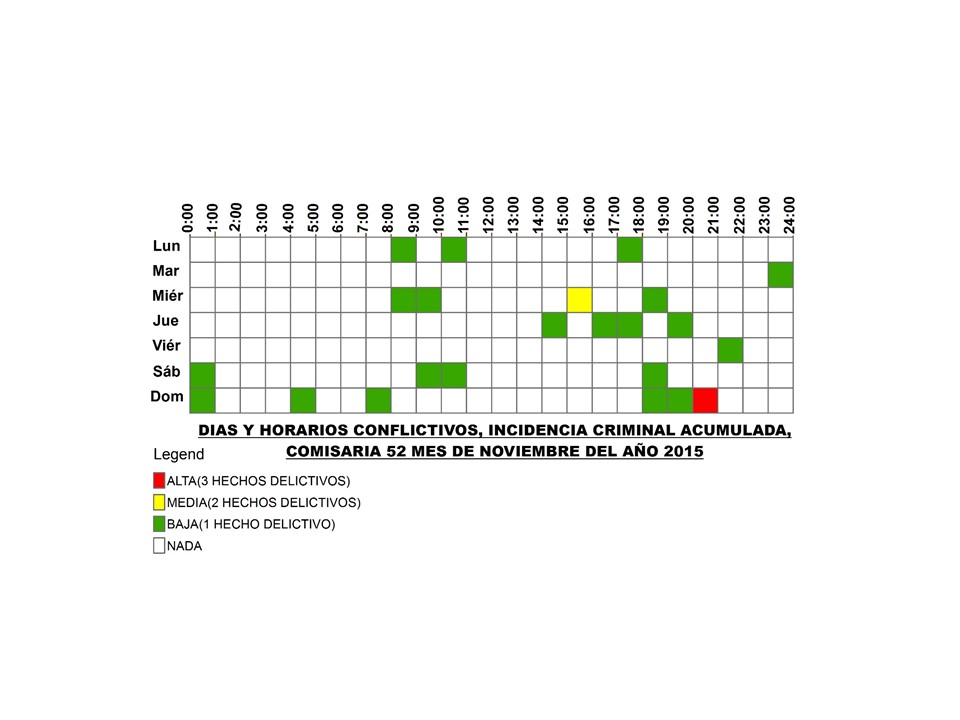 0:00 1:00 2:00 3:00 4:00 5:00 6:00 7:00 8:00 9:00 10:00 11:00 12:00 13:00 14:00 15:00 16:00 17:00 18:00 19:00 20:00 21:00 22:00 23:00 24:00
Lun
Mar
Miér
Jue
Viér
Sáb
Dom
DIAS Y HORARIOS CONFLICTIVOS, INCIDENCIA CRIMINAL ACUMULADA,
COMISARIA 52 MES DE NOVIEMBRE DEL AÑO 2015
Legend
ALTA(3 HECHOS DELICTIVOS)
MEDIA(2 HECHOS DELICTIVOS)
BAJA(1 HECHO DELICTIVO)
NADA